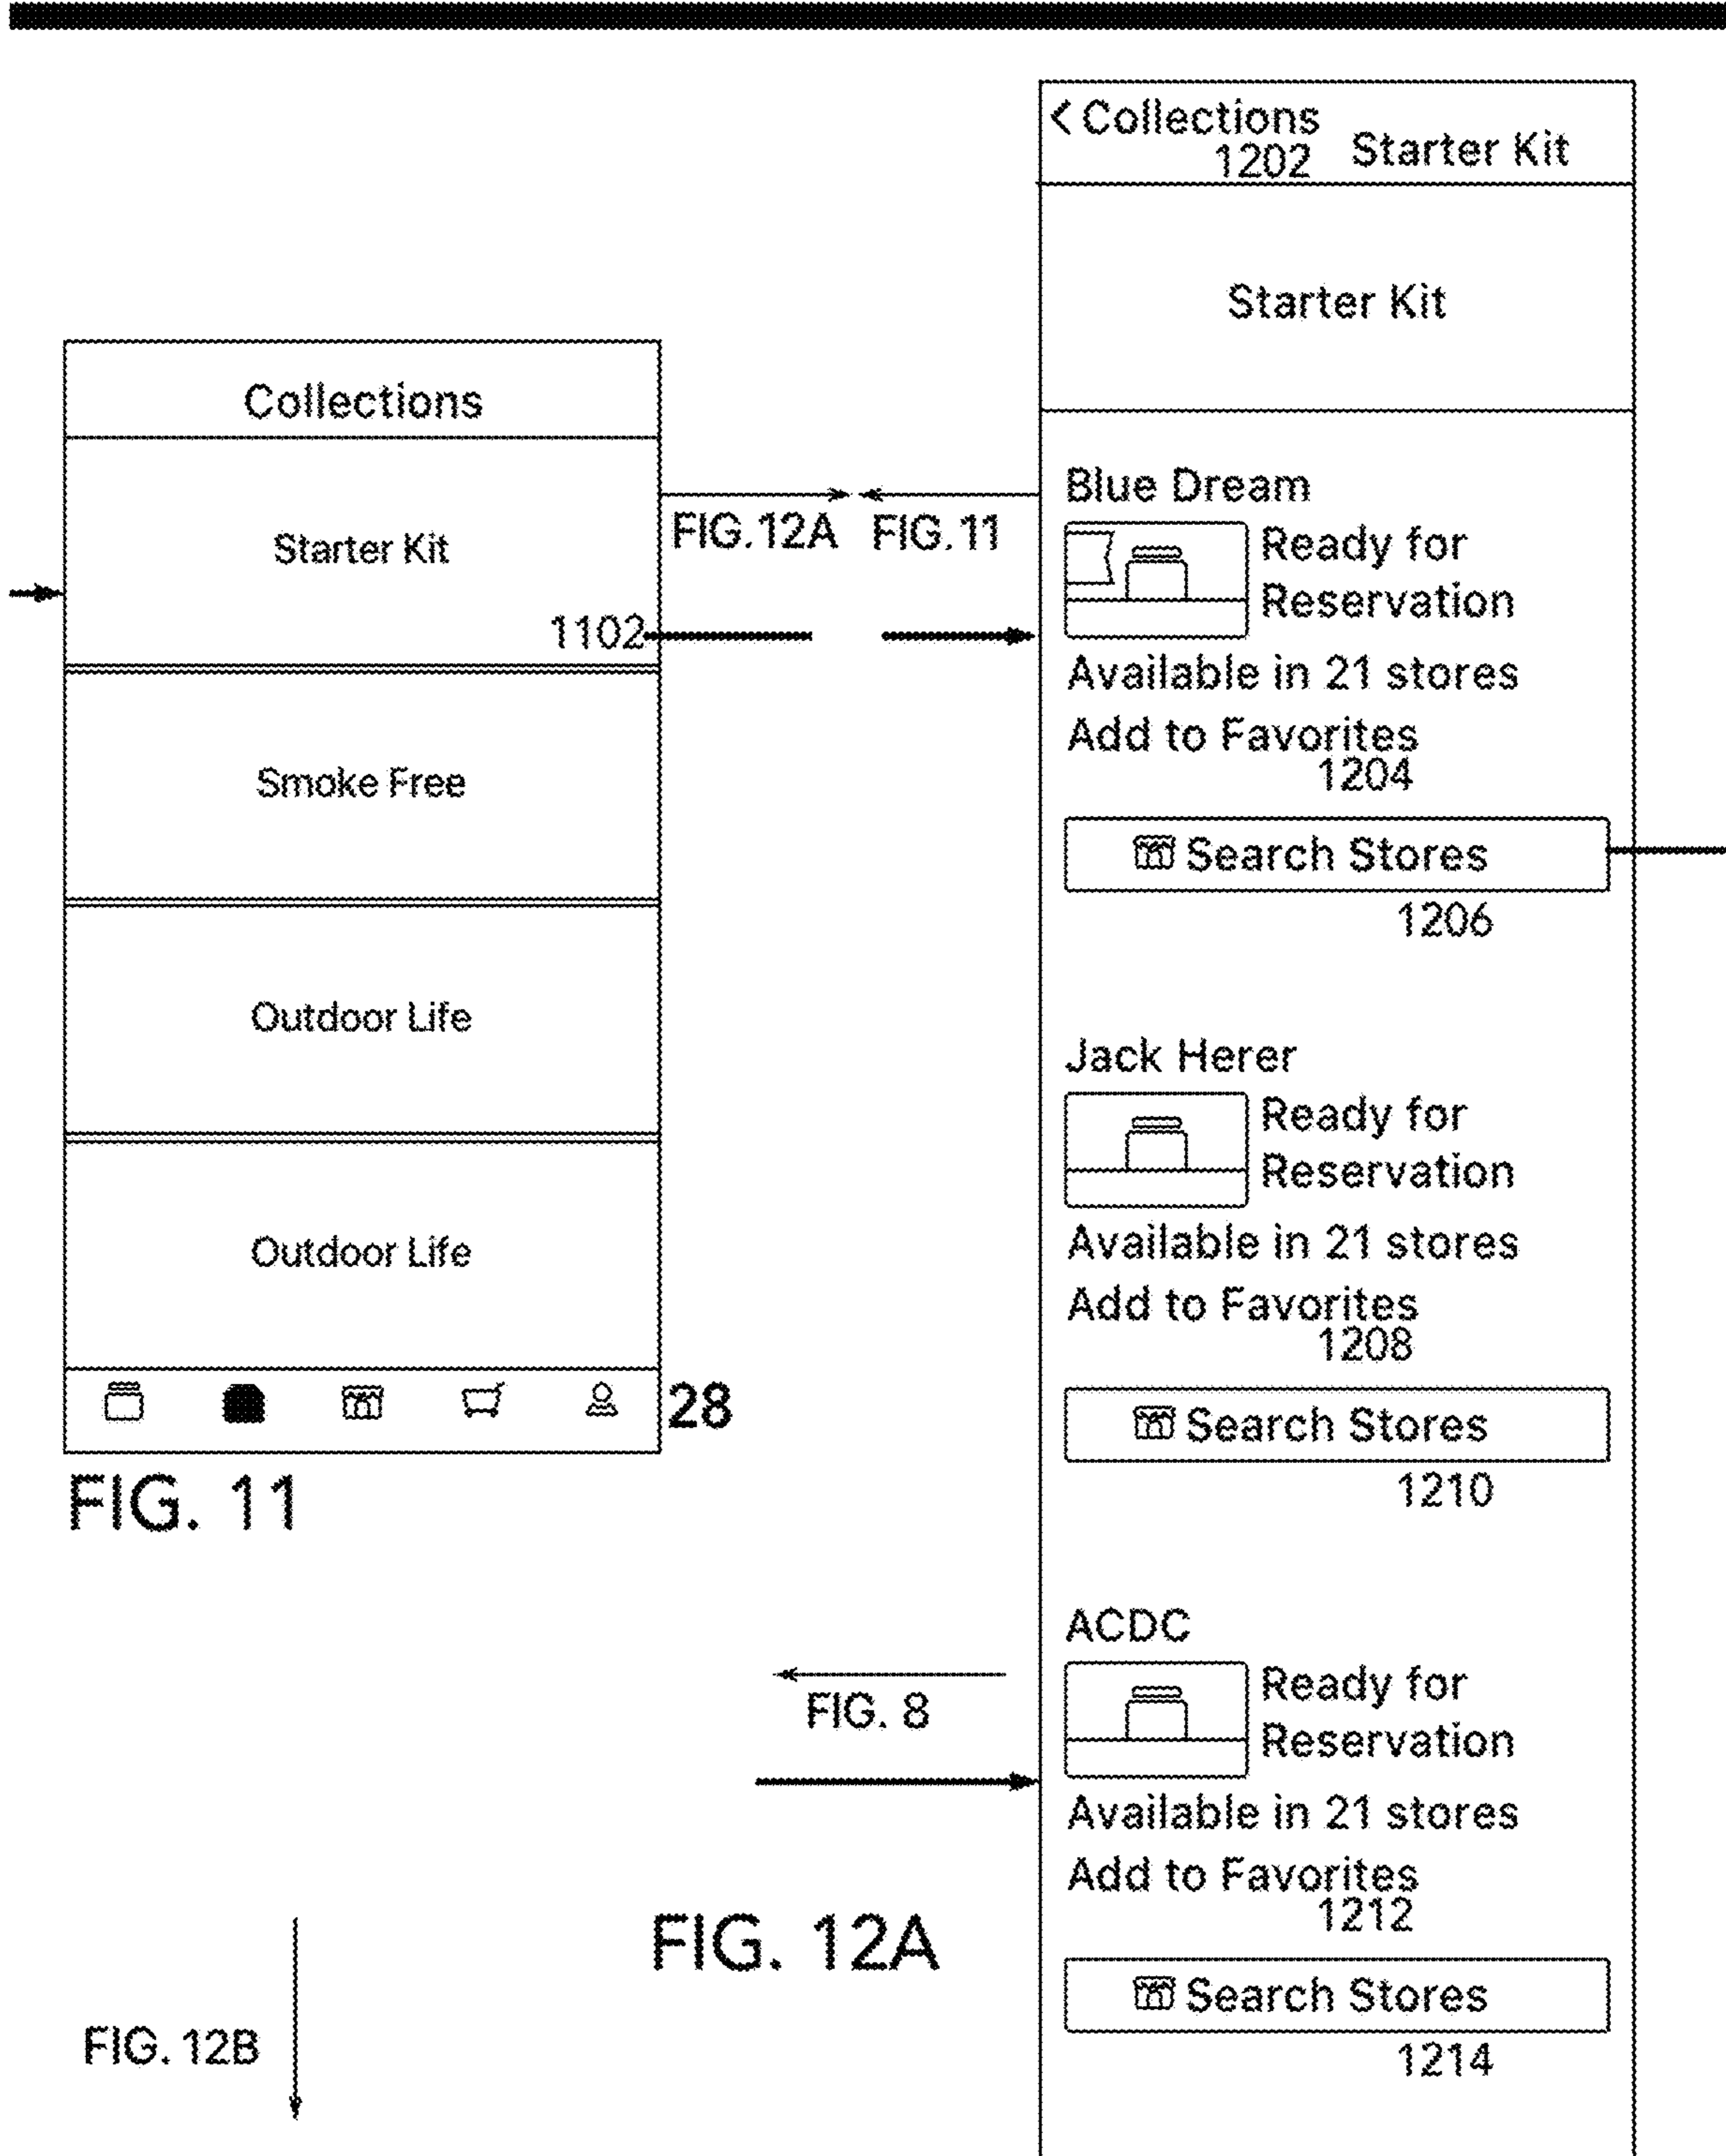 Collections
Starter Kit
1102
Smoke Free
Outdoor Life
Outdoor Life
28
FIG. 11
FIG.12A
FIG.11
< Collections
1202
Starter Kit
Starter Kit
Blue Dream
Ready for
Reservation
Available in 21 stores
Add to Favorites
1204
Search Stores
1206
Jack Herer
Ready for
Reservation
Available in 21 stores
Add to Favorites
1208
Search Stores
1210
ACDC
Ready for
Reservation
Available in 21 stores
Add to Favorites
1212
Search Stores
1214
FIG. 8
FIG. 12A
FIG. 12B